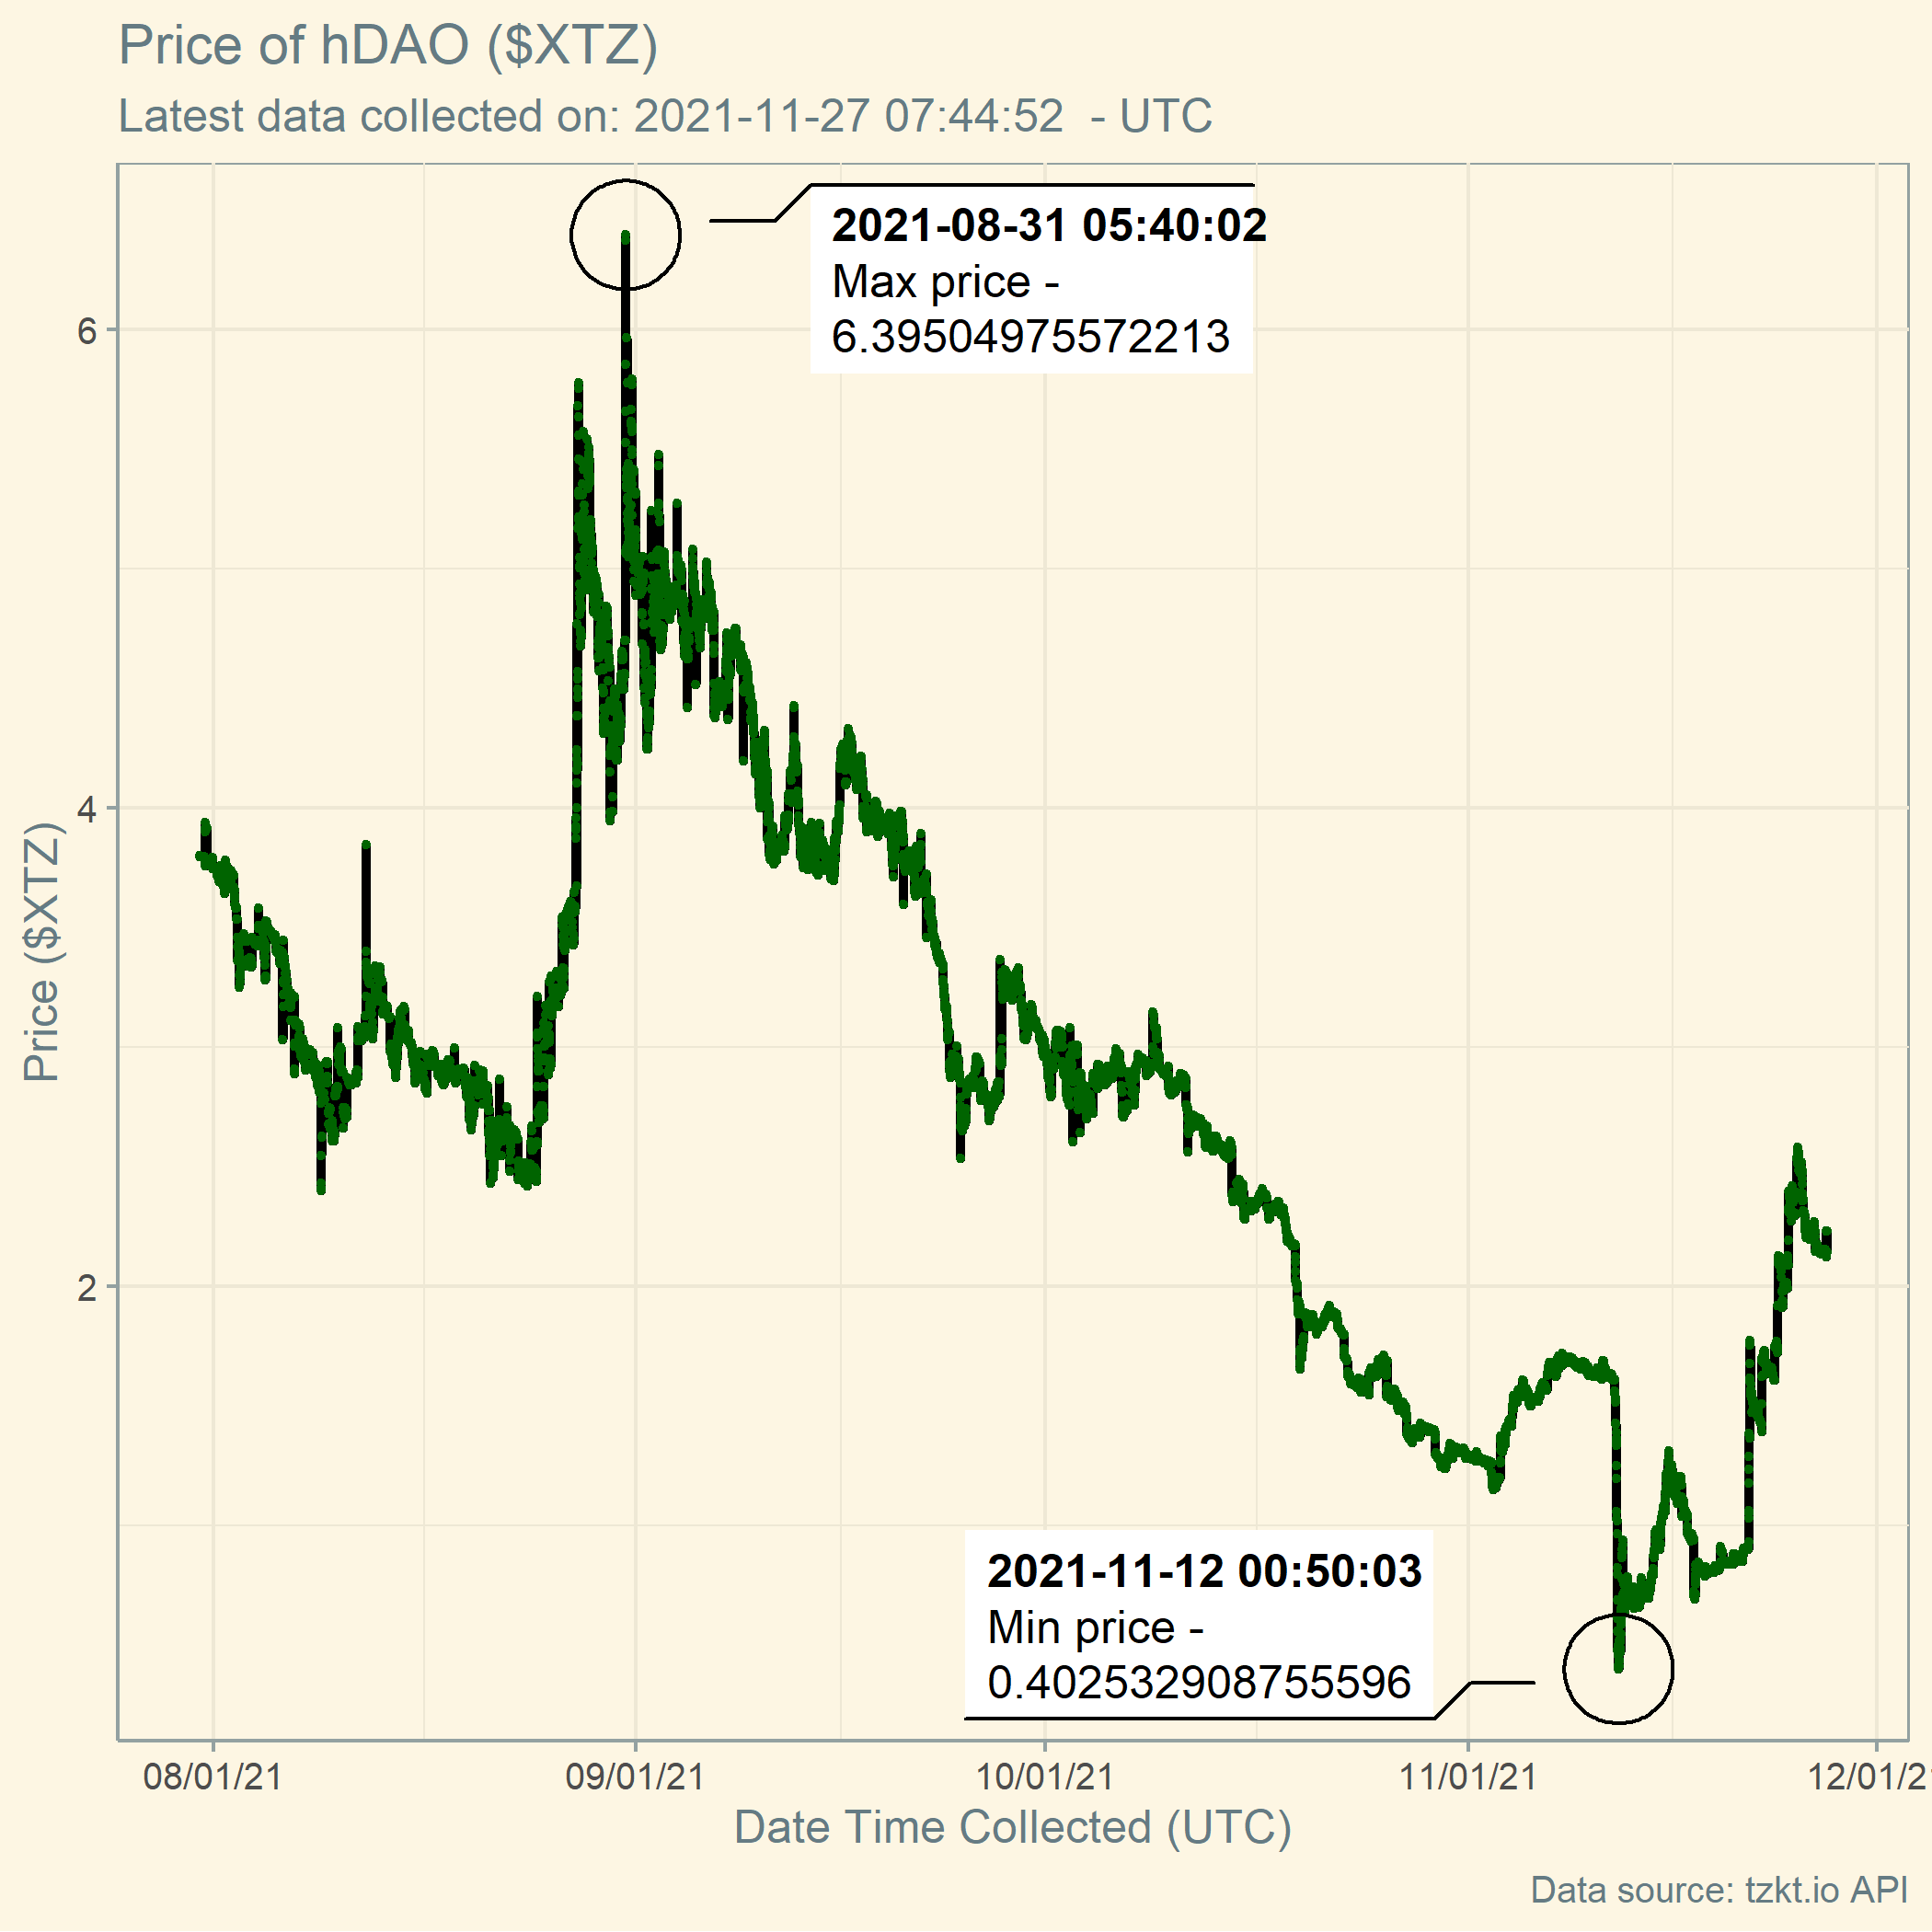 Price of hDAO ($XTZ)
Latest data collected on: 2021-11-27 07:44:52  - UTC
2021-08-31 05:40:02
Max price -
6.39504975572213
6
4
2
Price ($XTZ)
2021-11-12 00:50:03
Min price -
0.402532908755596
08/01/21
09/01/21
10/01/21
11/01/21
12/01/2
Date Time Collected (UTC)
Data source: tzkt.io API